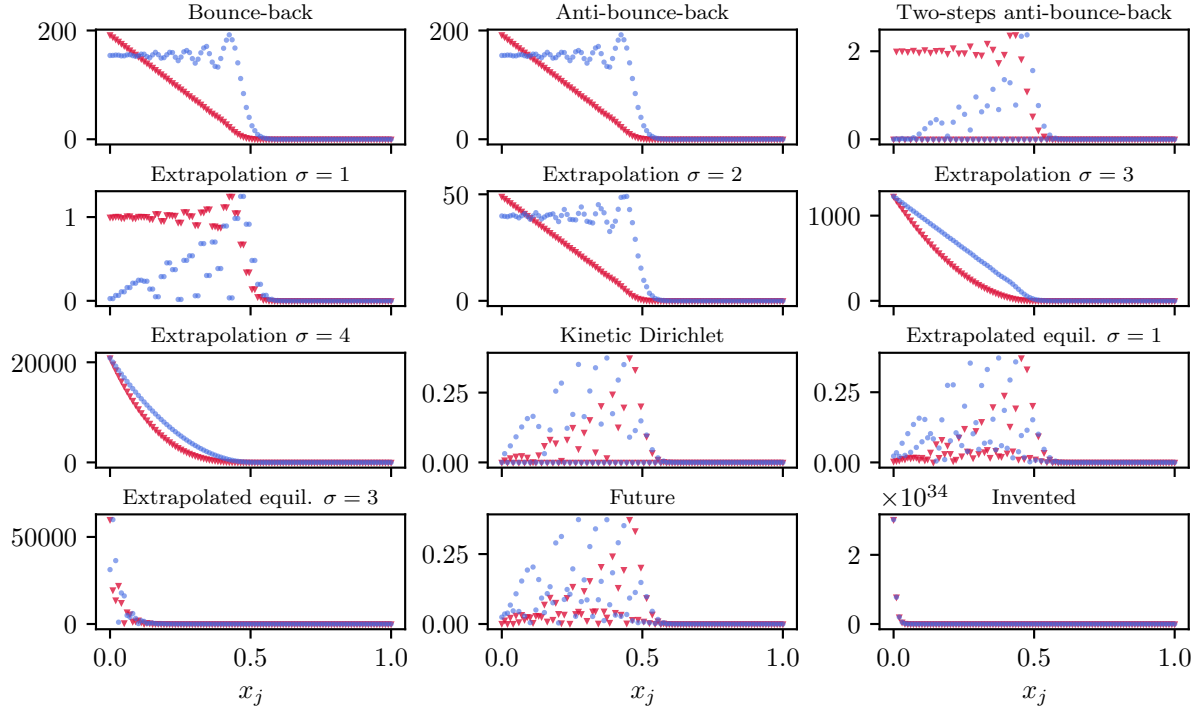 Bounce-back Anti-bounce-back Two-steps anti-bounce-back
200 200 2
0 0 0
Extrapolation σ = 1 Extrapolation σ = 2 Extrapolation σ = 3
1 50 1000
0 0 0
Extrapolation σ = 4 Kinetic Dirichlet Extrapolated equil. σ = 1
20000 0.25 0.25
0 0.00 0.00
Extrapolated equil. σ = 3 Future ×10^34 Invented
50000 0.25 2
0 0.00 0
0.0 0.5 1.0 0.0 0.5 1.0 0.0 0.5 1.0
x_j x_j x_j